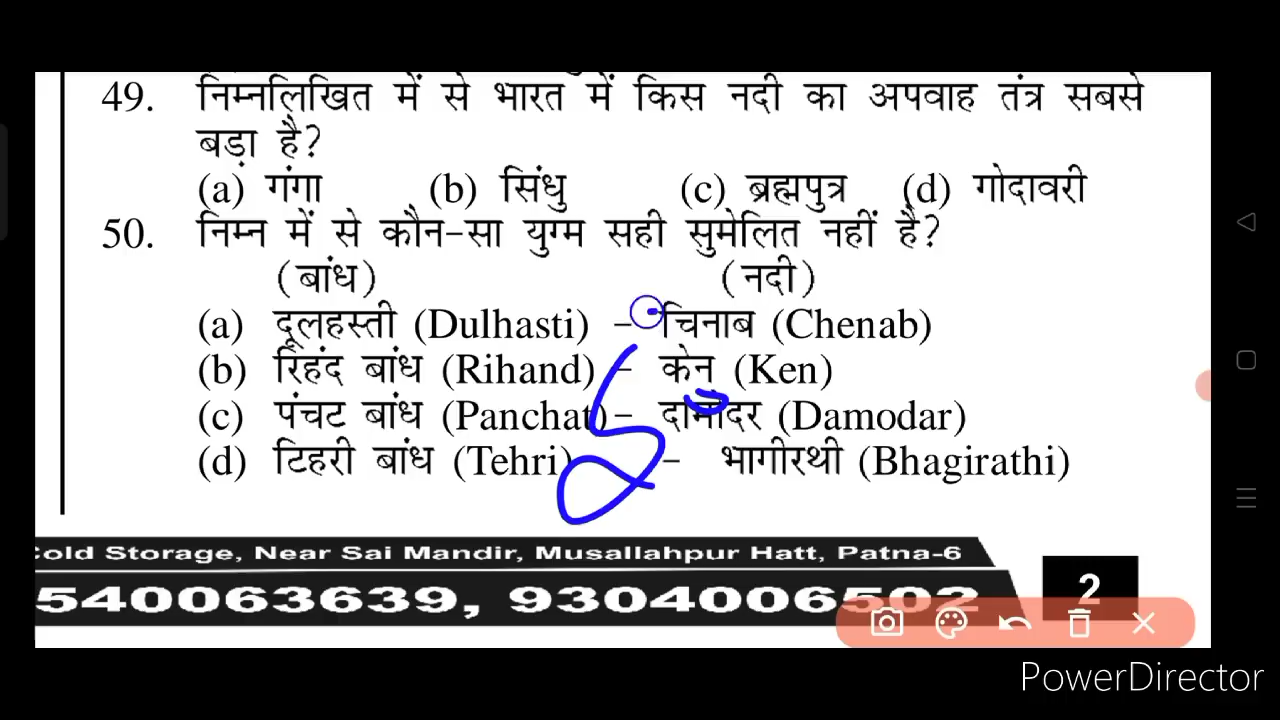 49. निम्नलिखित में से भारत में किस नदी का अपवाह तंत्र सबसे
बड़ा है?
(a) गंगा (b) सिंधु (c) ब्रह्मपुत्र (d) गोदावरी
50. निम्न में से कौन-सा युग्म सही सुमेलित नहीं है?
(बांध) (नदी)
(a) दूलहस्ती (Dulhasti) – चिनाब (Chenab)
(b) रिहंद बांध (Rihand) – केन (Ken)
(c) पंचट बांध (Panchat) – दामोदर (Damodar)
(d) टिहरी बांध (Tehri) – भागीरथी (Bhagirathi)
Cold Storage, Near Sai Mandir, Musallahpur Hatt, Patna-6
540063639, 9304006502
2
PowerDirector